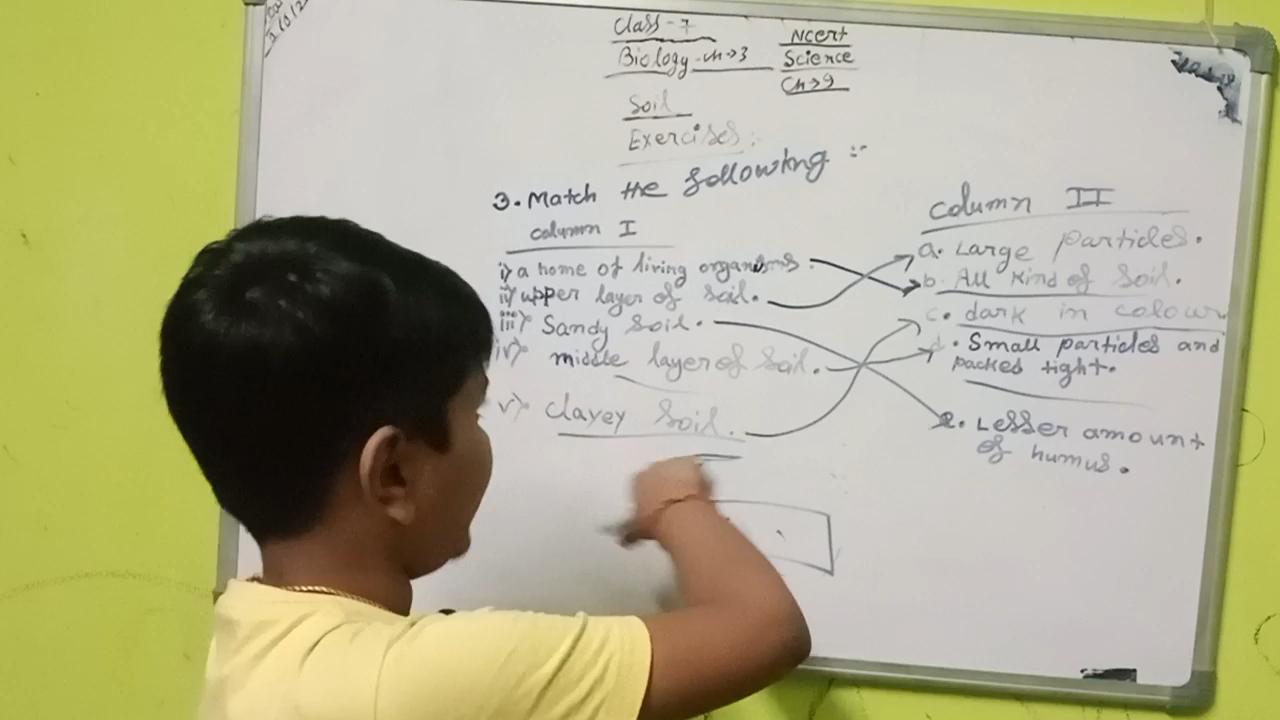 Class-7
Biology-ch->3
Ncert
Science
Ch->9
Soil
Exercises:
3. Match the following :-
column I
i) a home of living organisms.
ii) upper layer of soil.
iii) Sandy soil.
iv) middle layer of soil.
v) clayey soil.
column II
a. Large particles.
b. All Kind of soil.
c. dark in colour
d. Small particles and
packed tight.
e. Lesser amount
of humus.